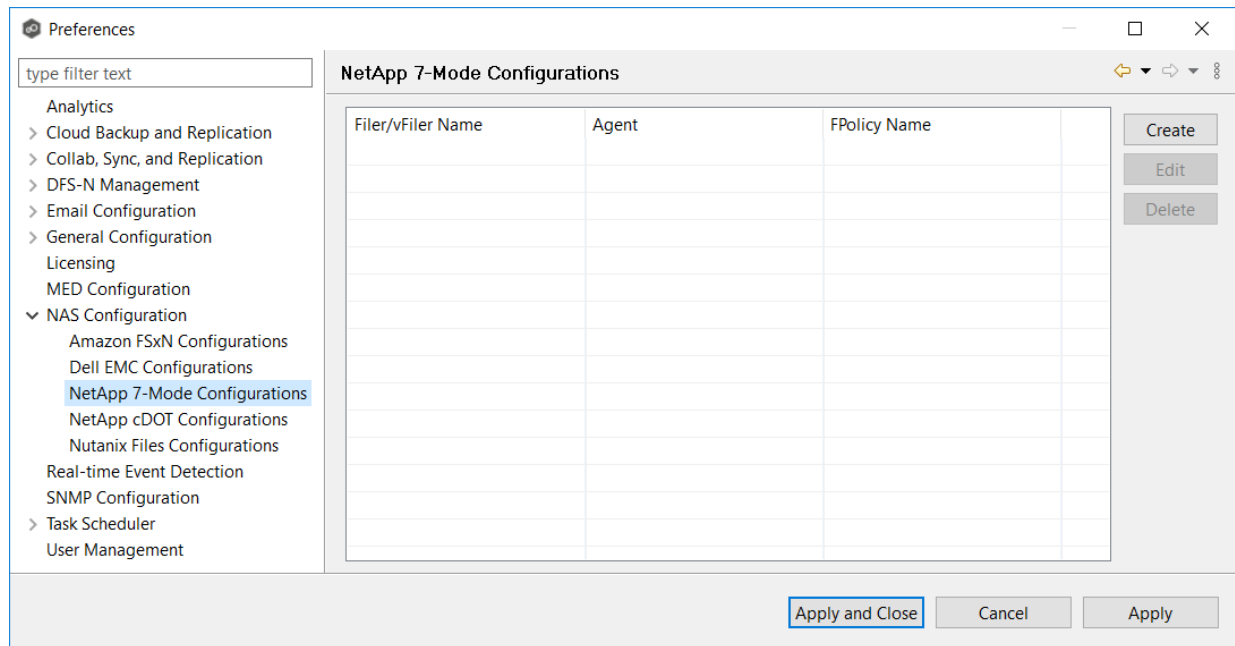 Preferences
type filter text
Analytics
Cloud Backup and Replication
Collab, Sync, and Replication
DFS-N Management
Email Configuration
General Configuration
Licensing
MED Configuration
NAS Configuration
Amazon FSxN Configurations
Dell EMC Configurations
NetApp 7-Mode Configurations
NetApp cDOT Configurations
Nutanix Files Configurations
Real-time Event Detection
SNMP Configuration
Task Scheduler
User Management
NetApp 7-Mode Configurations
Filer/vFiler Name Agent FPolicy Name
Create
Edit
Delete
Apply and Close Cancel Apply